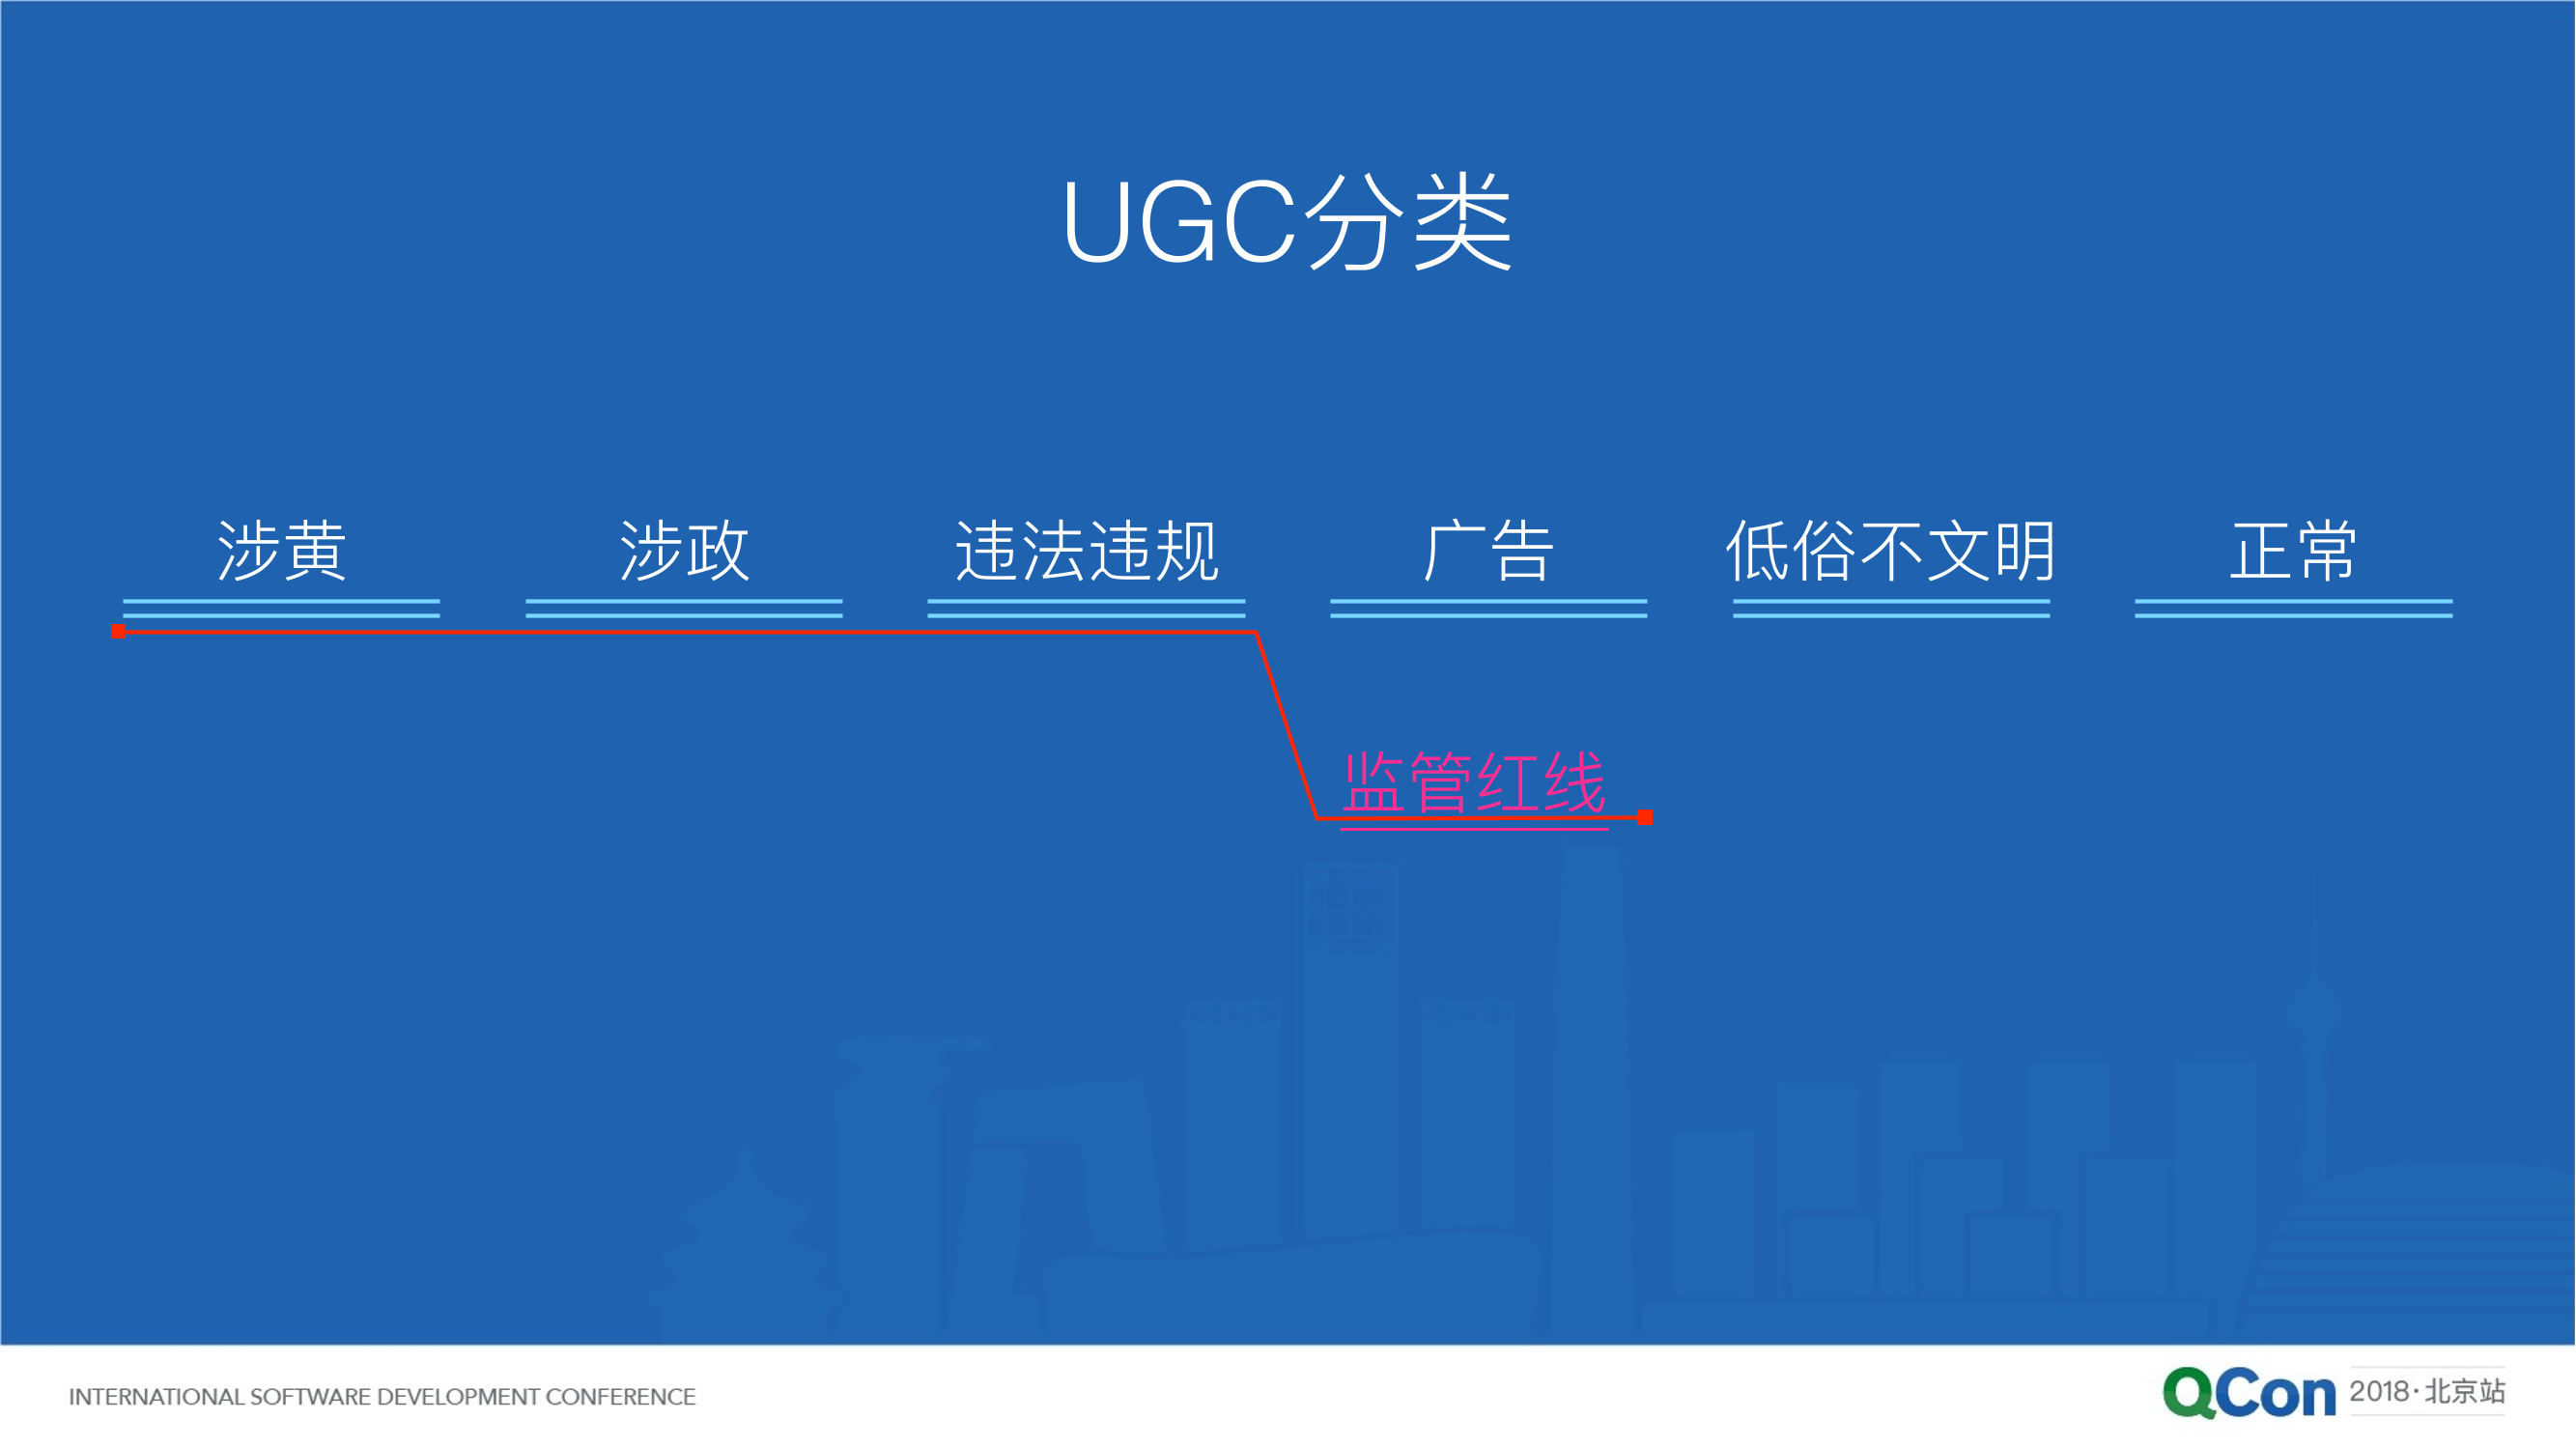 UGC分类
涉黄
涉政
违法违规
广告
低俗不文明
正常
监管红线
INTERNATIONAL SOFTWARE DEVELOPMENT CONFERENCE
QCon 2018·北京站